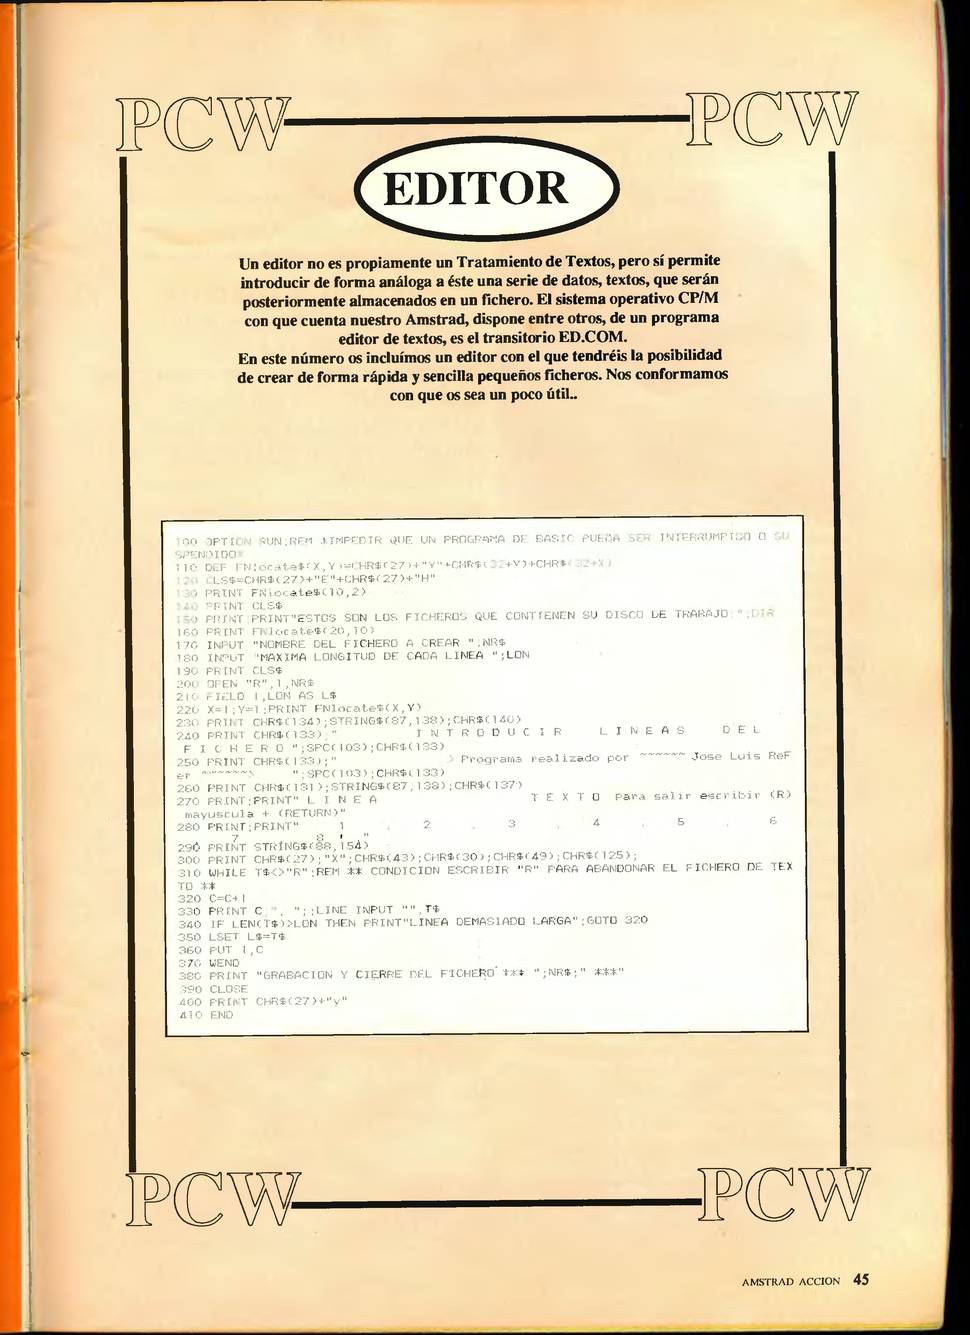 PCW PCW
EDITOR
Un editor no es propiamente un Tratamiento de Textos, pero sí permite
introducir de forma análoga a éste una serie de datos, textos, que serán
posteriormente almacenados en un fichero. El sistema operativo CP/M
con que cuenta nuestro Amstrad, dispone entre otros, de un programa
editor de textos, es el transitorio ED.COM.
En este número os incluímos un editor con el que tendréis la posibilidad
de crear de forma rápida y sencilla pequeños ficheros. Nos conformamos
con que os sea un poco útil..
100 OPTION RUN:REM *IMPEDIR QUE UN PROGRAMA DE BASIC PUEDA SER INTERRUMPIDO O SU
SPENDIDO*
110 DEF FNlocate$(X,Y)=CHR$(27)+"Y"+CHR$(32+Y)+CHR$(32+X)
120 CLS$=CHR$(27)+"E"+CHR$(27)+"H"
130 PRINT FNlocate$(10,2)
140 PRINT CLS$
150 PRINT:PRINT"ESTOS SON LOS FICHEROS QUE CONTIENEN SU DISCO DE TRABAJO:";DIR
160 PRINT FNlocate$(20,10)
170 INPUT "NOMBRE DEL FICHERO A CREAR ";NR$
180 INPUT "MAXIMA LONGITUD DE CADA LINEA ";LON
190 PRINT CLS$
200 OPEN "R",1,NR$
210 FIELD 1,LON AS L$
220 X=1:Y=1:PRINT FNlocate$(X,Y)
230 PRINT CHR$(134);STRING$(87,138);CHR$(140)
240 PRINT CHR$(133);" I N T R O D U C I R L I N E A S D E L
F I C H E R O ";SPC(103);CHR$(133)
250 PRINT CHR$(133);" > Programa realizado por ~~~~~~ Jose Luis ReF
er ~~~~~~\ ";SPC(103);CHR$(133)
260 PRINT CHR$(131);STRING$(87,138);CHR$(137)
270 PRINT:PRINT" L I N E A T E X T O Para salir escribir (R)
mayuscula + (RETURN)"
280 PRINT:PRINT" 1 . 2 . 3 . 4 . 5 . 6
. 7 . 8 ' "
290 PRINT STRING$(88,154)
300 PRINT CHR$(27);"X";CHR$(43);CHR$(30);CHR$(49);CHR$(125);
310 WHILE T$<>"R":REM ** CONDICION ESCRIBIR "R" PARA ABANDONAR EL FICHERO DE TEX
TO **
320 C=C+1
330 PRINT C;", ";:LINE INPUT "",T$
340 IF LEN(T$)>LON THEN PRINT"LINEA DEMASIADO LARGA":GOTO 320
350 LSET L$=T$
360 PUT 1,C
370 WEND
380 PRINT "GRABACION Y CIERRE DEL FICHERO *** ";NR$;" ***"
390 CLOSE
400 PRINT CHR$(27)+"y"
410 END
PCW PCW
AMSTRAD ACCION 45